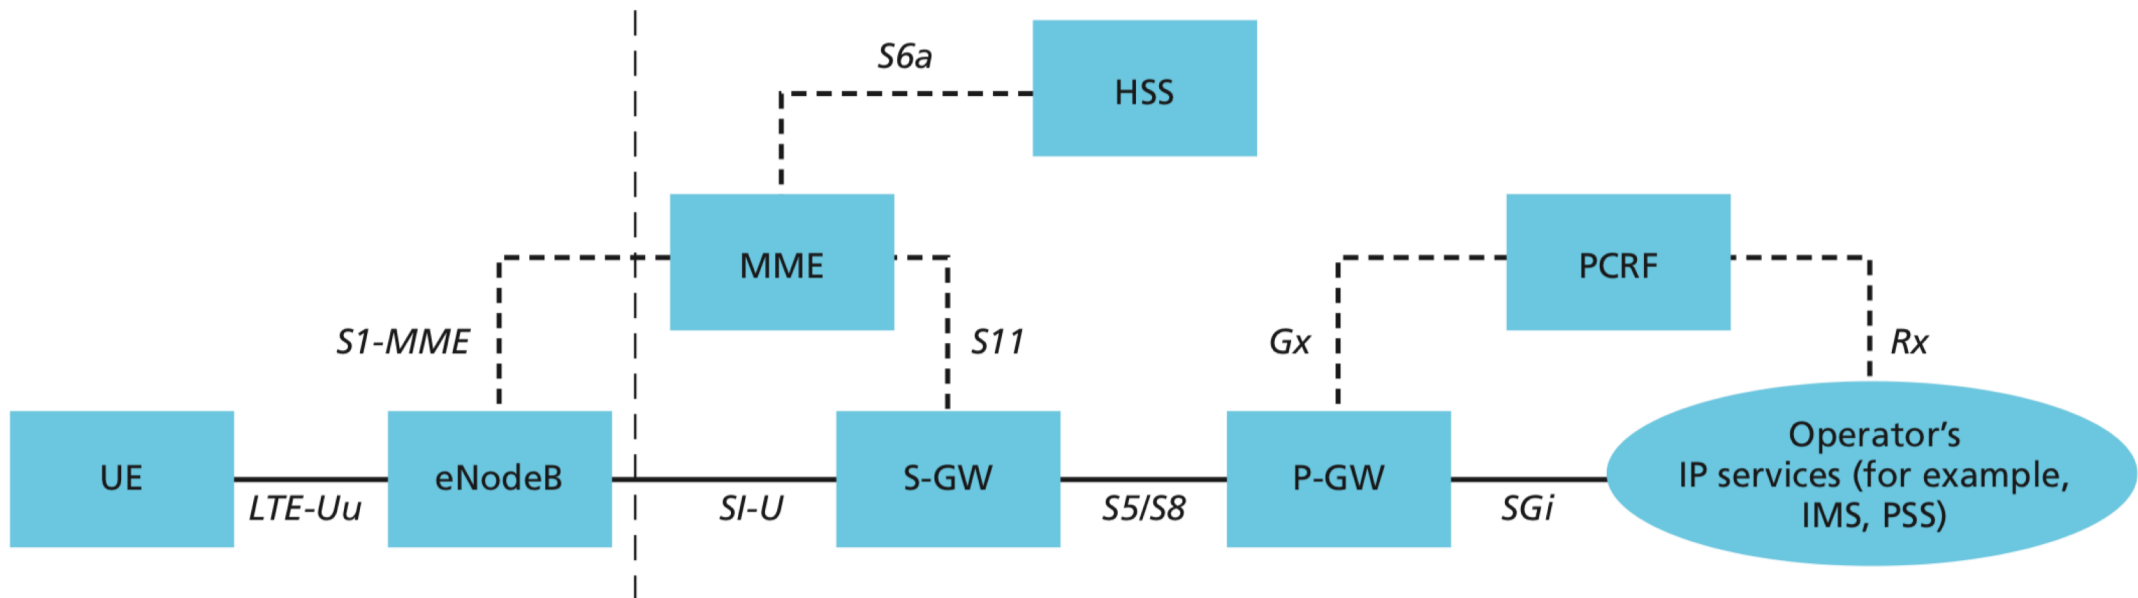 S6a
HSS
MME
PCRF
S1-MME
S11
Gx
Rx
UE
LTE-Uu
eNodeB
SI-U
S-GW
S5/S8
P-GW
SGi
Operator’s
IP services (for example,
IMS, PSS)